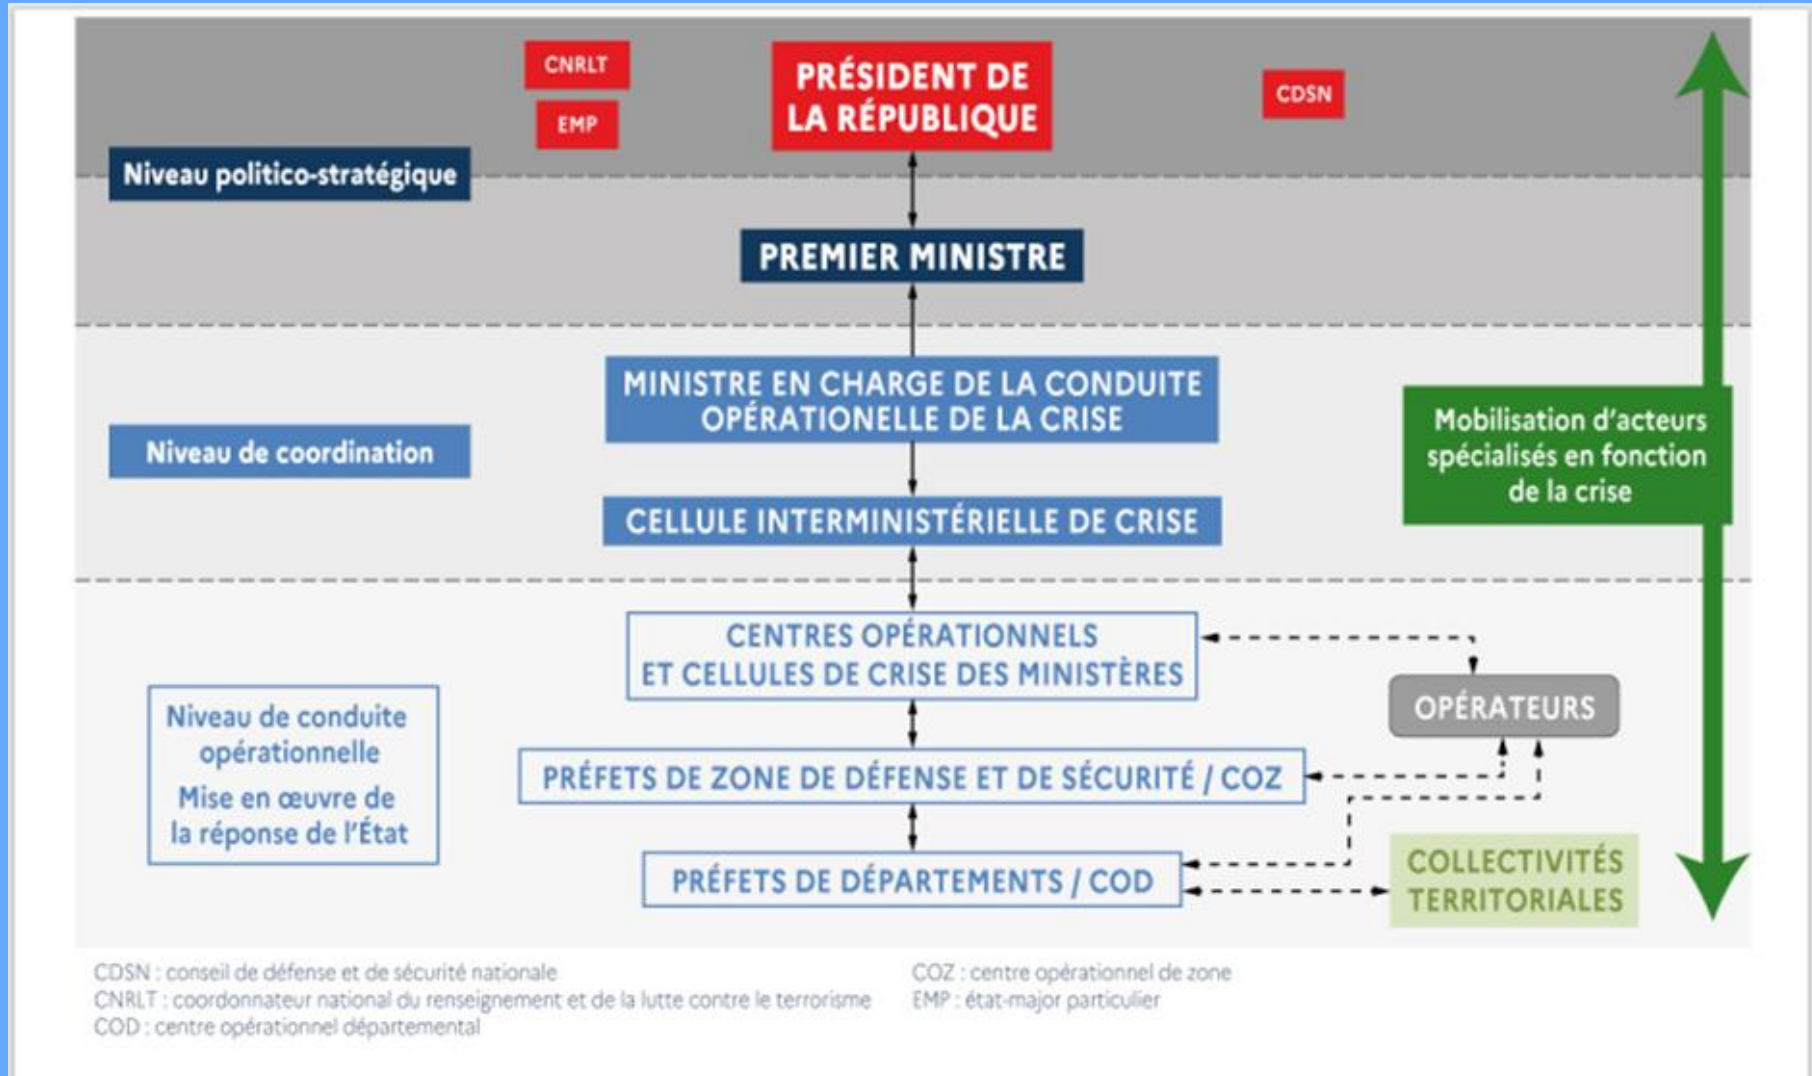 CNRLT
EMP
PRÉSIDENT DE
LA RÉPUBLIQUE
CDSN
Niveau politico-stratégique
PREMIER MINISTRE
MINISTRE EN CHARGE DE LA CONDUITE
OPÉRATIONELLE DE LA CRISE
Niveau de coordination
Mobilisation d'acteurs
spécialisés en fonction
de la crise
CELLULE INTERMINISTÉRIELLE DE CRISE
CENTRES OPÉRATIONNELS
ET CELLULES DE CRISE DES MINISTÈRES
OPÉRATEURS
Niveau de conduite
opérationnelle
Mise en œuvre de
la réponse de l'État
PRÉFETS DE ZONE DE DÉFENSE ET DE SÉCURITÉ / COZ
PRÉFETS DE DÉPARTEMENTS / COD
COLLECTIVITÉS
TERRITORIALES
CDSN : conseil de défense et de sécurité nationale
CNRLT : coordonnateur national du renseignement et de la lutte contre le terrorisme
COD : centre opérationnel départemental
COZ : centre opérationnel de zone
EMP : état-major particulier